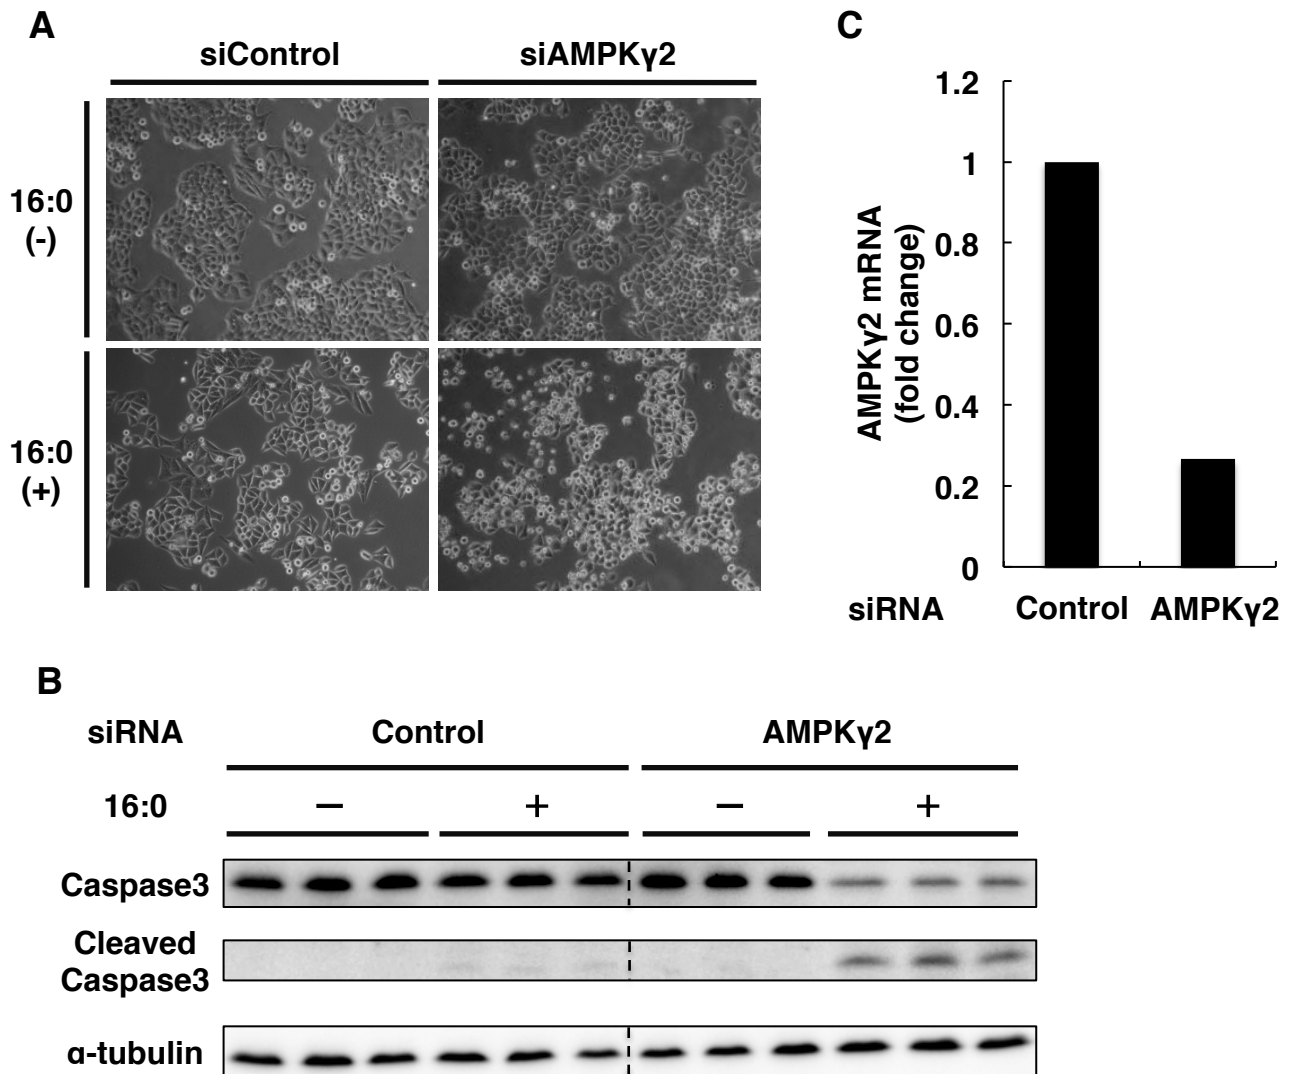 A
siControl
siAMPKγ2
16:0
(-)
16:0
(+)
C
AMPKγ2 mRNA
(fold change)
1.2
1
0.8
0.6
0.4
0.2
0
siRNA Control AMPKγ2
B
siRNA Control AMPKγ2
16:0 − + − +
Caspase3
Cleaved
Caspase3
α-tubulin